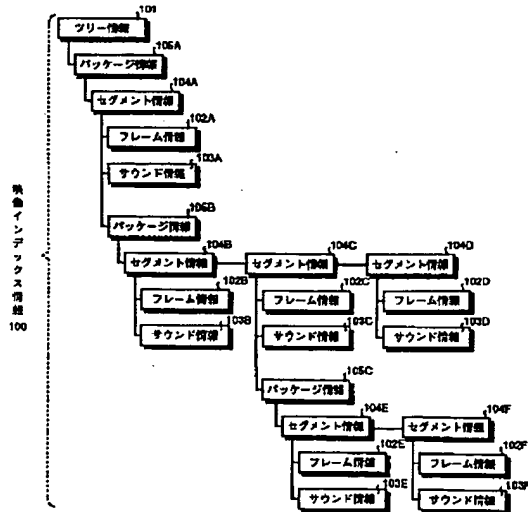 101
ツリー情報
105A
パッケージ情報
104A
セグメント情報
102A
フレーム情報
103A
サウンド情報
105B
パッケージ情報
104B
セグメント情報
104C
セグメント情報
104D
セグメント情報
102B
フレーム情報
102C
フレーム情報
102D
フレーム情報
103B
サウンド情報
103C
サウンド情報
103D
サウンド情報
105C
パッケージ情報
104E
セグメント情報
104F
セグメント情報
102E
フレーム情報
102F
フレーム情報
103E
サウンド情報
103F
サウンド情報
映像インデックス情報
100